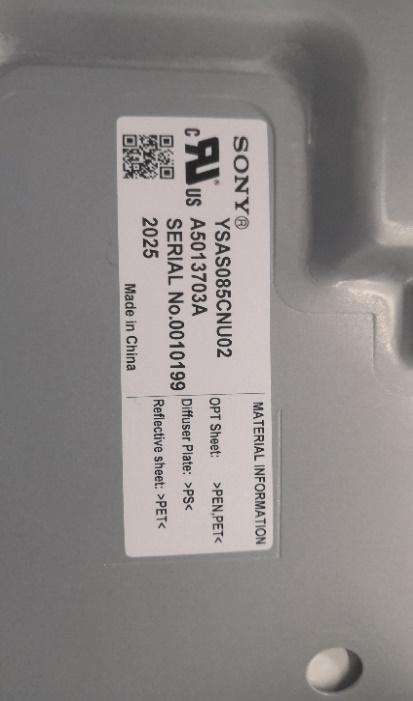 SONY®
YSAS085CNU02
A5013703A
SERIAL No.0010199
2025
Made in China
C US
MATERIAL INFORMATION
OPT Sheet: >PEN,PET<
Diffuser Plate: >PS<
Reflective sheet: >PET<